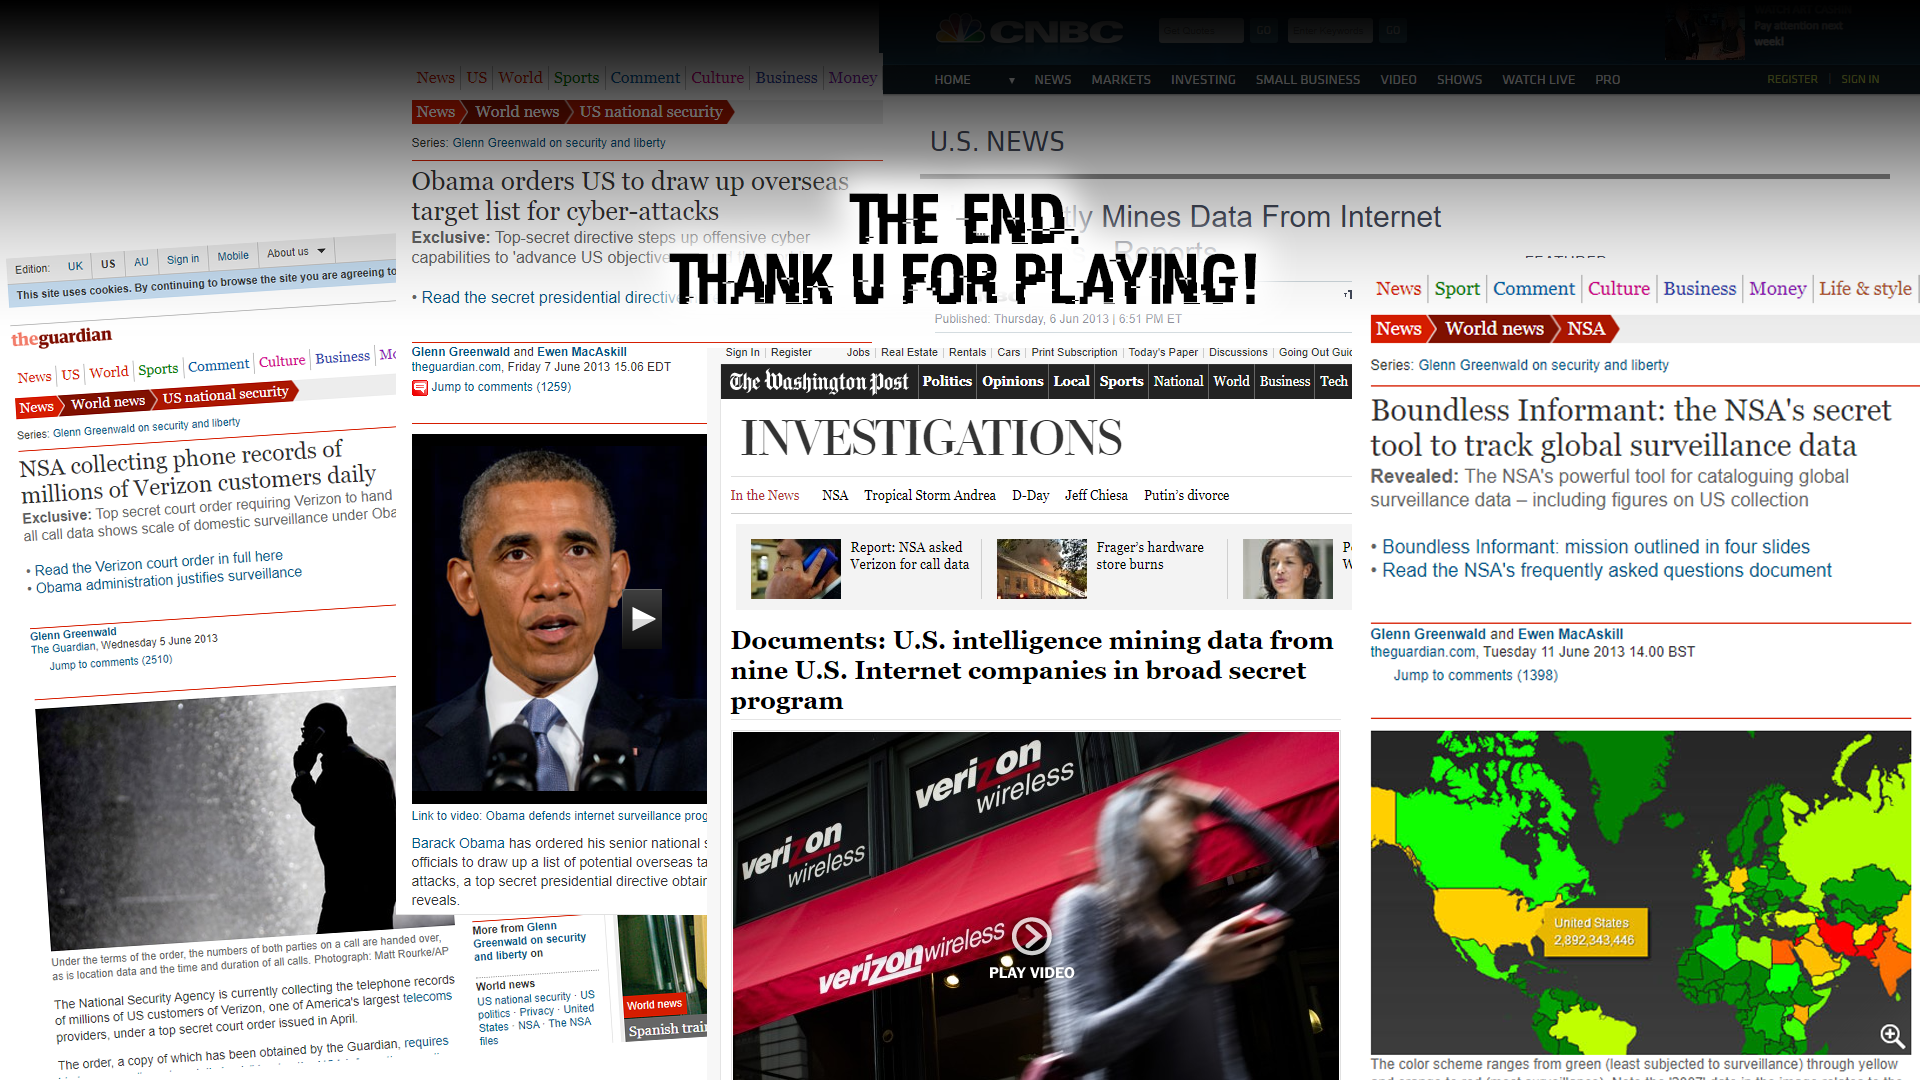 THE END.
THANK U FOR PLAYING!
Edition: UK US AU Sign in Mobile About us
This site uses cookies. By continuing to browse the site you are agreeing to
theguardian
News US World Sports Comment Culture Business
News World news US national security
Series: Glenn Greenwald on security and liberty
NSA collecting phone records of
millions of Verizon customers daily
Exclusive: Top secret court order requiring Verizon to hand
all call data shows scale of domestic surveillance under Oba
• Read the Verizon court order in full here
• Obama administration justifies surveillance
Glenn Greenwald
The Guardian, Wednesday 5 June 2013
Jump to comments (2510)
Under the terms of the order, the numbers of both parties on a call are handed over,
as is location data and the time and duration of all calls. Photograph: Matt Rourke/AP
The National Security Agency is currently collecting the telephone records
of millions of US customers of Verizon, one of America's largest telecoms
providers, under a top secret court order issued in April.
The order, a copy of which has been obtained by the Guardian, requires
News US World Sports Comment Culture Business Money
News World news US national security
Series: Glenn Greenwald on security and liberty
Obama orders US to draw up overseas
target list for cyber-attacks
Exclusive: Top-secret directive steps up offensive cyber
capabilities to 'advance US objective
• Read the secret presidential directive
Glenn Greenwald and Ewen MacAskill
theguardian.com, Friday 7 June 2013 15.06 EDT
Jump to comments (1259)
Link to video: Obama defends internet surveillance prog
Barack Obama has ordered his senior national s
officials to draw up a list of potential overseas ta
attacks, a top secret presidential directive obtain
reveals.
More from Glenn
Greenwald on security
and liberty on
World news
US national security · US
politics · Privacy · United
States · NSA · The NSA
files
World news
Spanish train
CNBC GO GO
Pay attention next
week!
HOME NEWS MARKETS INVESTING SMALL BUSINESS VIDEO SHOWS WATCH LIVE PRO REGISTER SIGN IN
U.S. NEWS
ly Mines Data From Internet
s, Reports
FEATURED
Published: Thursday, 6 Jun 2013 | 6:51 PM ET
Sign In Register Jobs Real Estate Rentals Cars Print Subscription Today's Paper Discussions Going Out Guid
The Washington Post Politics Opinions Local Sports National World Business Tech
INVESTIGATIONS
In the News NSA Tropical Storm Andrea D-Day Jeff Chiesa Putin's divorce
Report: NSA asked
Verizon for call data
Frager's hardware
store burns
Documents: U.S. intelligence mining data from
nine U.S. Internet companies in broad secret
program
verizon
wireless
verizon
wireless
verizonwireless
PLAY VIDEO
News Sport Comment Culture Business Money Life & style
News World news NSA
Series: Glenn Greenwald on security and liberty
Boundless Informant: the NSA's secret
tool to track global surveillance data
Revealed: The NSA's powerful tool for cataloguing global
surveillance data – including figures on US collection
• Boundless Informant: mission outlined in four slides
• Read the NSA's frequently asked questions document
Glenn Greenwald and Ewen MacAskill
theguardian.com, Tuesday 11 June 2013 14.00 BST
Jump to comments (1398)
United States
2,892,343,446
The color scheme ranges from green (least subjected to surveillance) through yellow